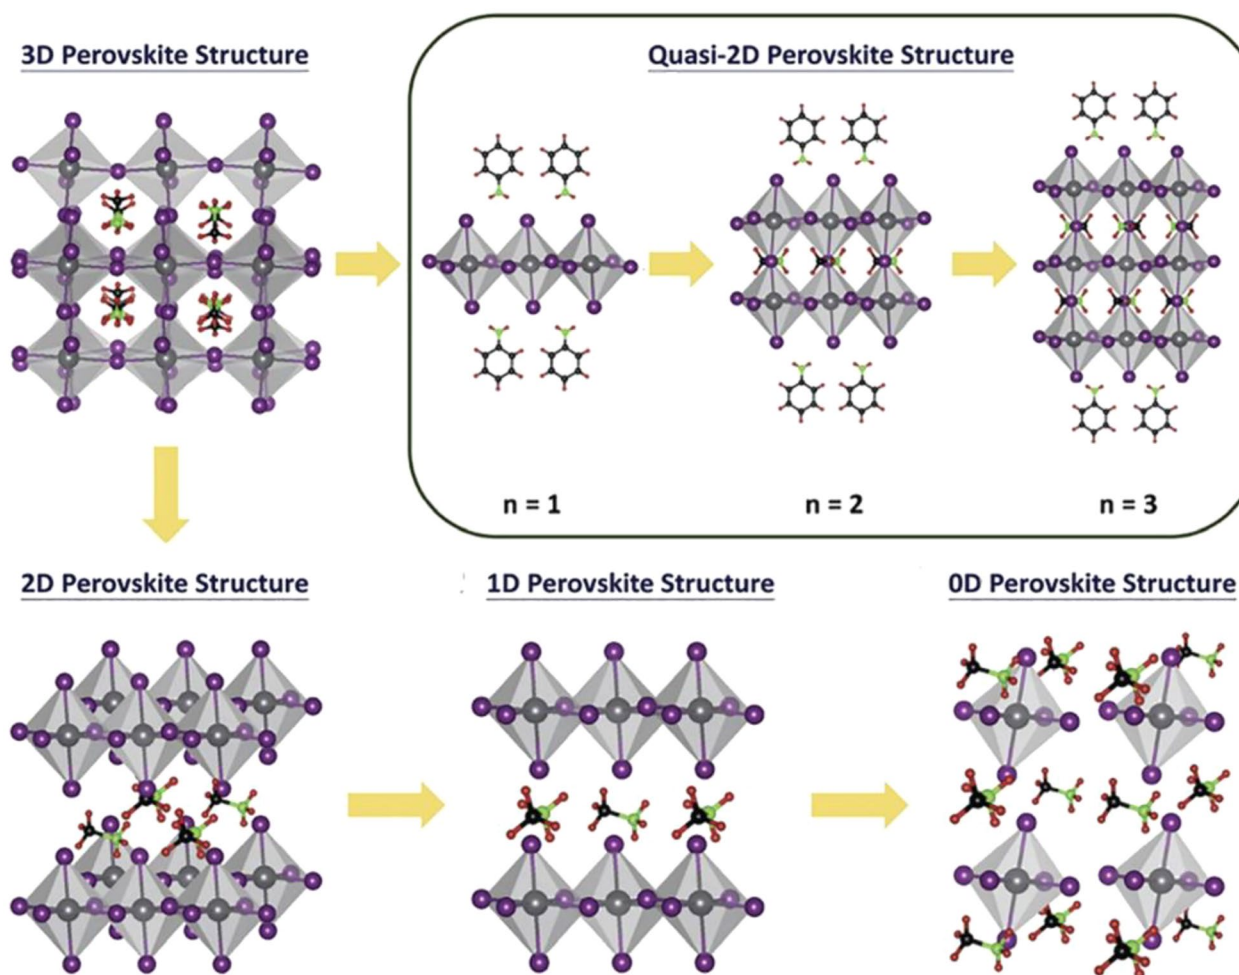 3D Perovskite Structure
Quasi-2D Perovskite Structure
n = 1
n = 2
n = 3
2D Perovskite Structure
1D Perovskite Structure
0D Perovskite Structure